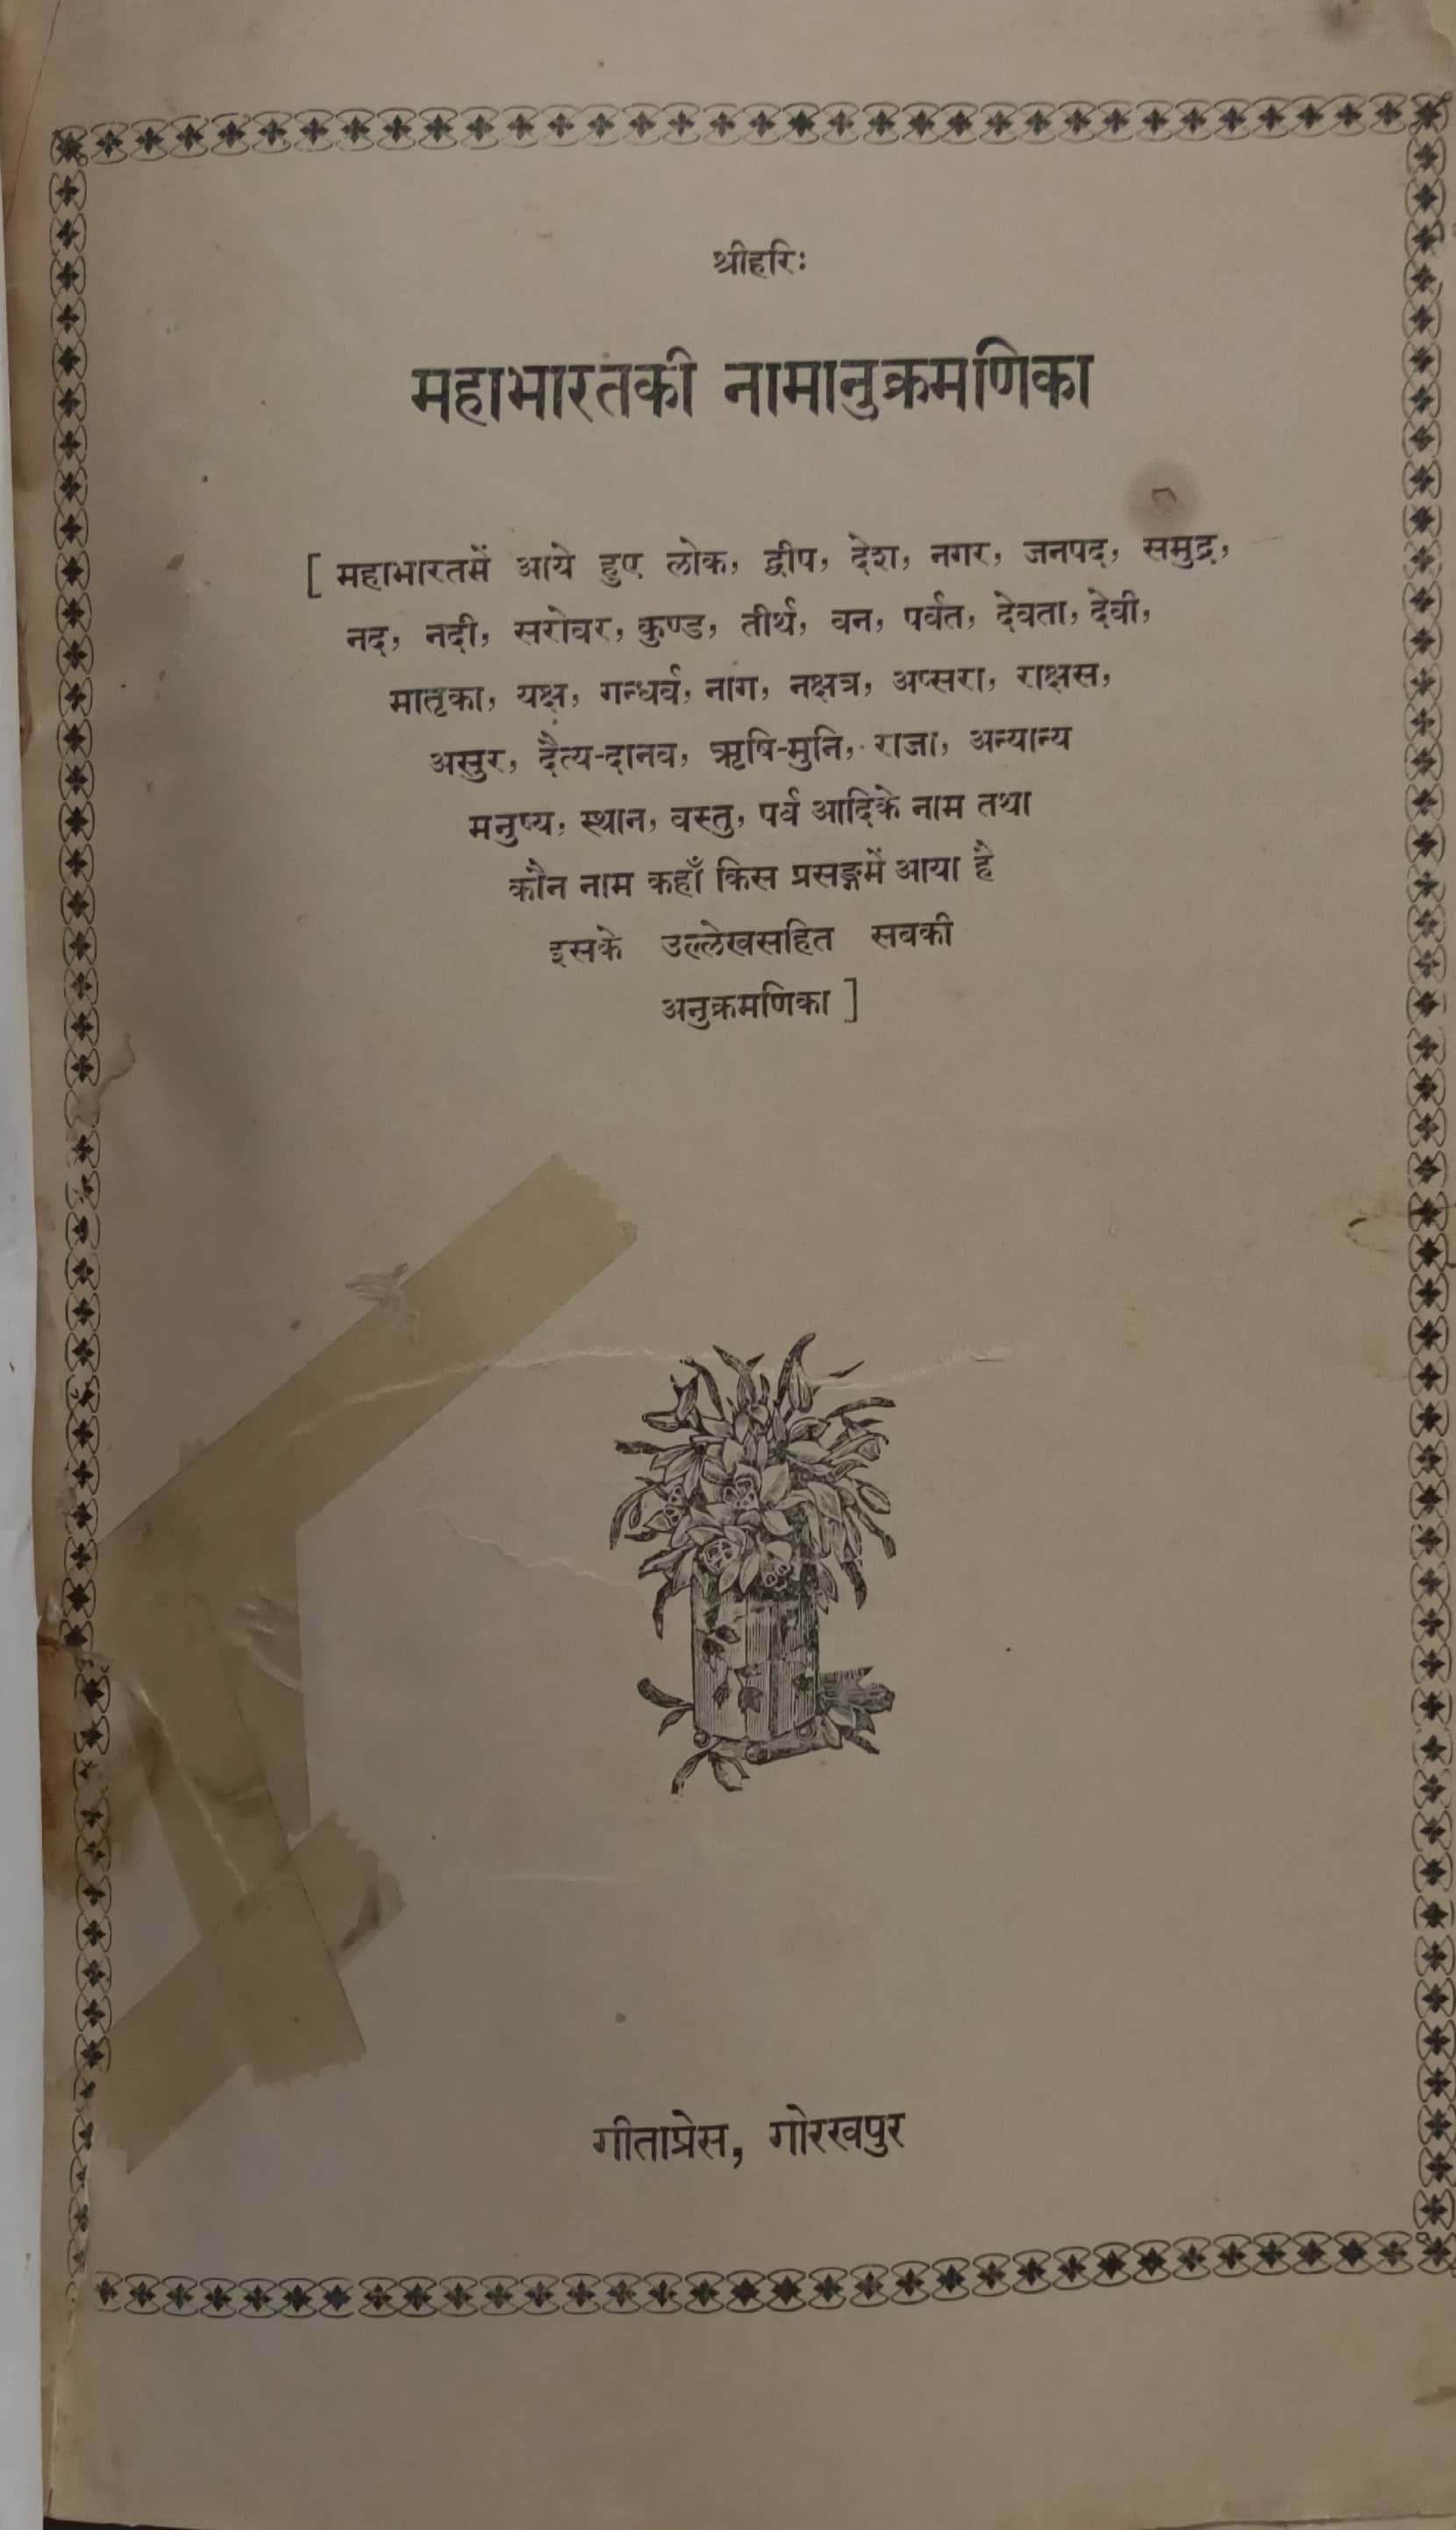 श्रीहरिः
महाभारतकी नामानुक्रमणिका
[ महाभारतमें आये हुए लोक, द्वीप, देश, नगर, जनपद, समुद्र,
नद, नदी, सरोवर, कुण्ड, तीर्थ, वन, पर्वत, देवता, देवी,
मातृका, यक्ष, गन्धर्व, नाग, नक्षत्र, अप्सरा, राक्षस,
असुर, दैत्य-दानव, ऋषि-मुनि, राजा, अन्यान्य
मनुष्य, स्थान, वस्तु, पर्व आदिके नाम तथा
कौन नाम कहाँ किस प्रसङ्गमें आया है
इसके उल्लेखसहित सबकी
अनुक्रमणिका ]
गीताप्रेस, गोरखपुर